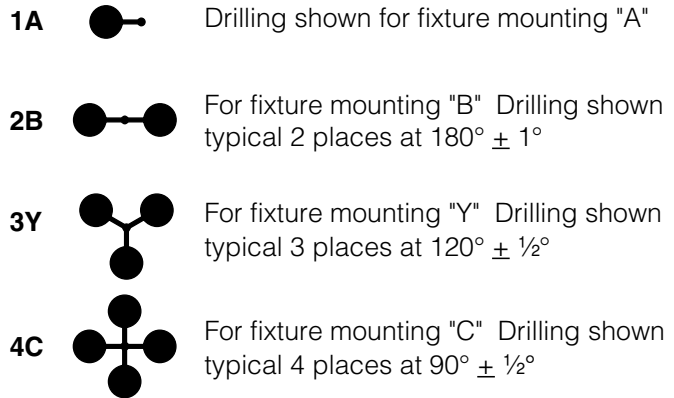 1A Drilling shown for fixture mounting "A"
2B For fixture mounting "B" Drilling shown
typical 2 places at 180° ± 1°
3Y For fixture mounting "Y" Drilling shown
typical 3 places at 120° ± ½°
4C For fixture mounting "C" Drilling shown
typical 4 places at 90° ± ½°